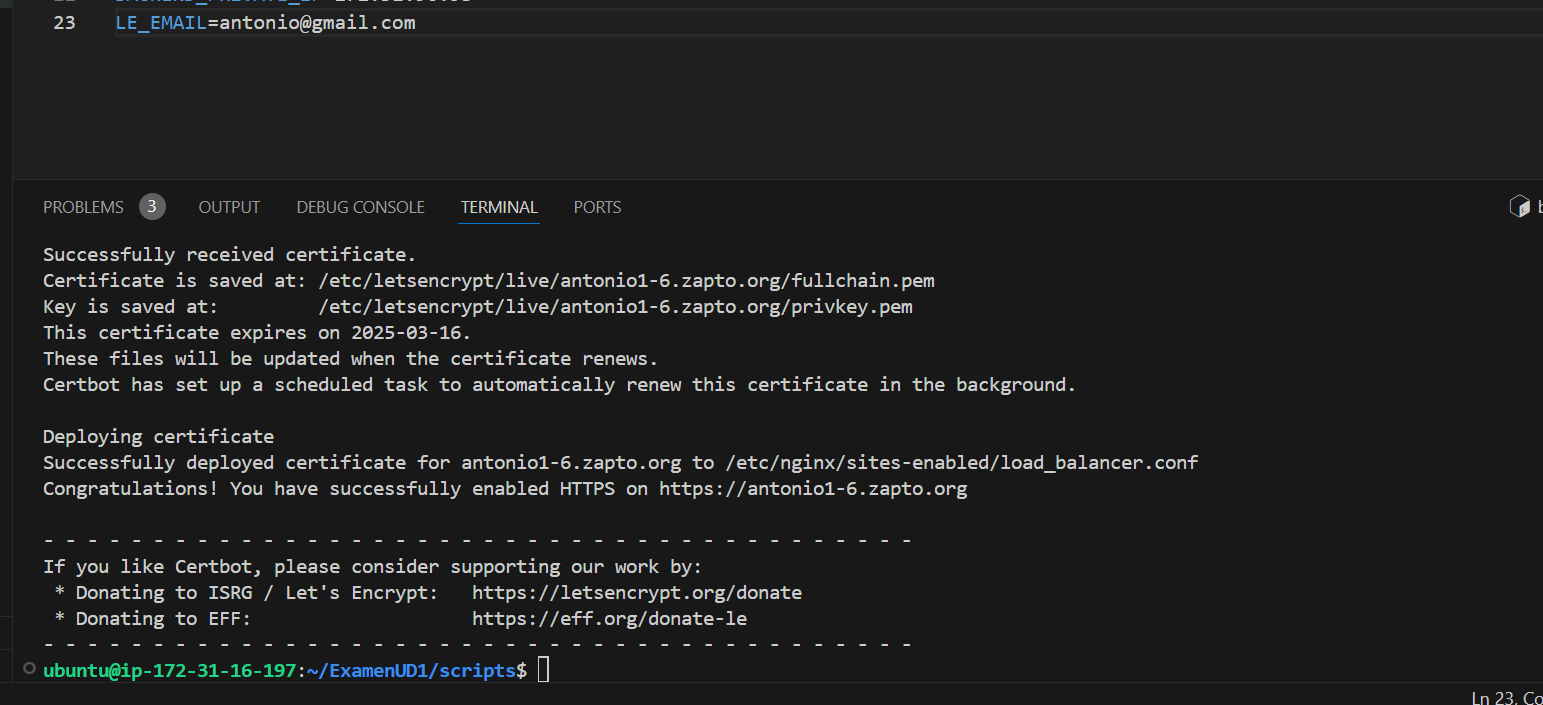 23 LE_EMAIL=antonio@gmail.com
PROBLEMS 3 OUTPUT DEBUG CONSOLE TERMINAL PORTS
Successfully received certificate.
Certificate is saved at: /etc/letsencrypt/live/antonio1-6.zapto.org/fullchain.pem
Key is saved at:         /etc/letsencrypt/live/antonio1-6.zapto.org/privkey.pem
This certificate expires on 2025-03-16.
These files will be updated when the certificate renews.
Certbot has set up a scheduled task to automatically renew this certificate in the background.

Deploying certificate
Successfully deployed certificate for antonio1-6.zapto.org to /etc/nginx/sites-enabled/load_balancer.conf
Congratulations! You have successfully enabled HTTPS on https://antonio1-6.zapto.org

- - - - - - - - - - - - - - - - - - - - - - - - - - - - - - - - - - - - - - - -
If you like Certbot, please consider supporting our work by:
 * Donating to ISRG / Let's Encrypt:   https://letsencrypt.org/donate
 * Donating to EFF:                    https://eff.org/donate-le
- - - - - - - - - - - - - - - - - - - - - - - - - - - - - - - - - - - - - - - -
ubuntu@ip-172-31-16-197:~/ExamenUD1/scripts$
Ln 23, Co